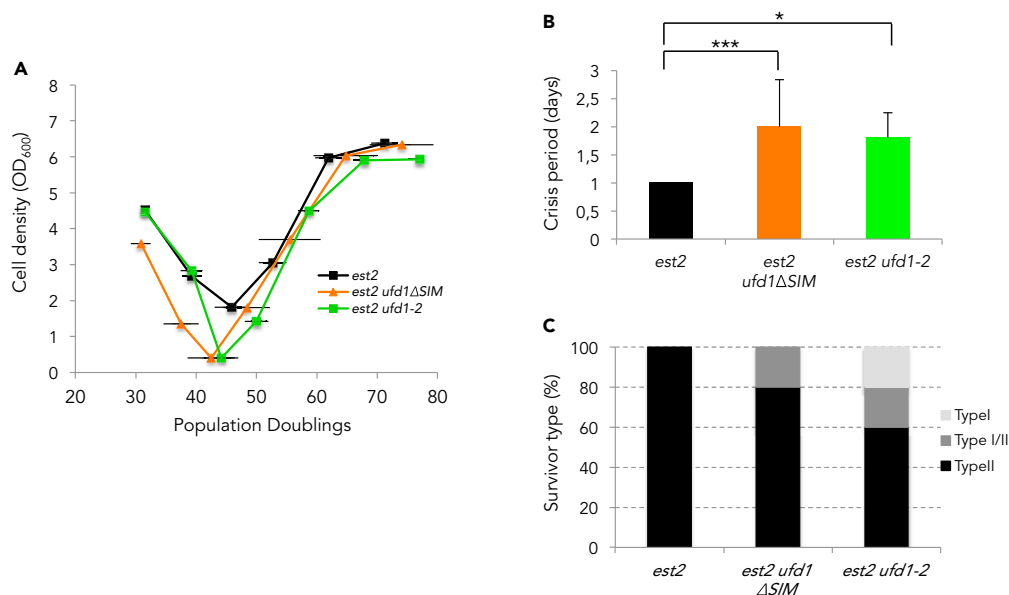 A
Cell density (OD600)
8
7
6
5
4
3
2
1
0
20 30 40 50 60 70 80
Population Doublings
est2
est2 ufd1ΔSIM
est2 ufd1-2
B
*
***
Crisis period (days)
3
2,5
2
1,5
1
0,5
0
est2
est2
ufd1ΔSIM
est2 ufd1-2
C
Survivor type (%)
100
80
60
40
20
0
est2
est2 ufd1
ΔSIM
est2 ufd1-2
TypeI
Type I/II
TypeII